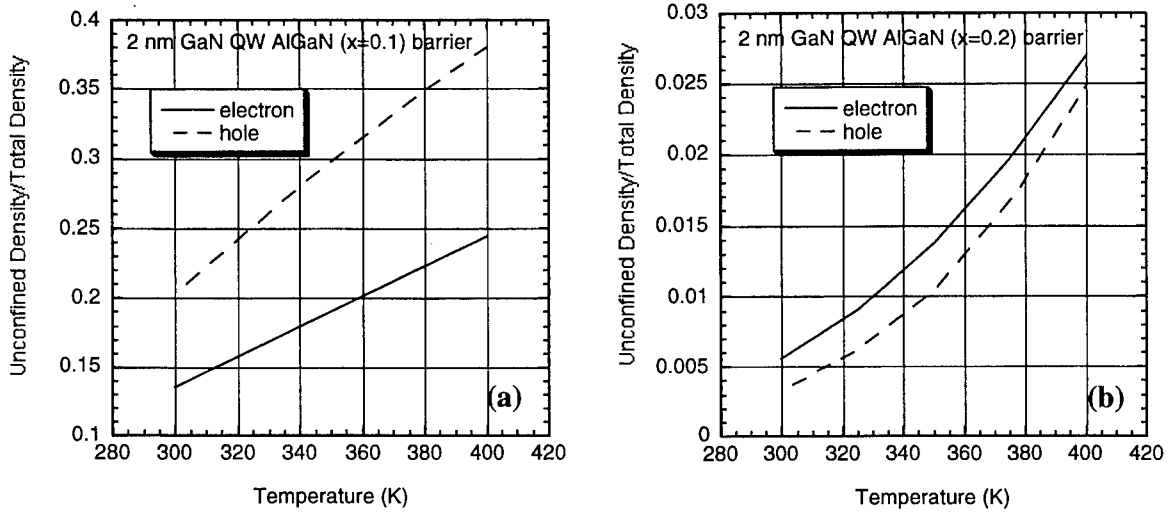 2 nm GaN QW AlGaN (x=0.1) barrier
electron
hole
Unconfined Density/Total Density
0.4
0.35
0.3
0.25
0.2
0.15
0.1
280 300 320 340 360 380 400 420
Temperature (K)
(a)
2 nm GaN QW AlGaN (x=0.2) barrier
electron
hole
Unconfined Density/Total Density
0.03
0.025
0.02
0.015
0.01
0.005
0
280 300 320 340 360 380 400 420
Temperature (K)
(b)